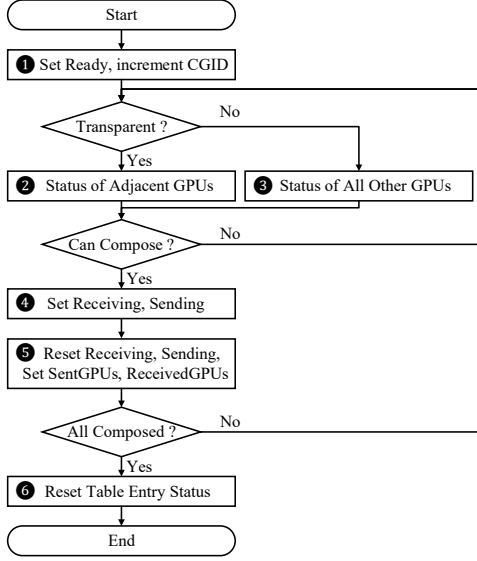 Start
❶ Set Ready, increment CGID
Transparent ?
No
Yes
❷ Status of Adjacent GPUs
❸ Status of All Other GPUs
Can Compose ?
No
Yes
❹ Set Receiving, Sending
❺ Reset Receiving, Sending,
Set SentGPUs, ReceivedGPUs
All Composed ?
No
Yes
❻ Reset Table Entry Status
End